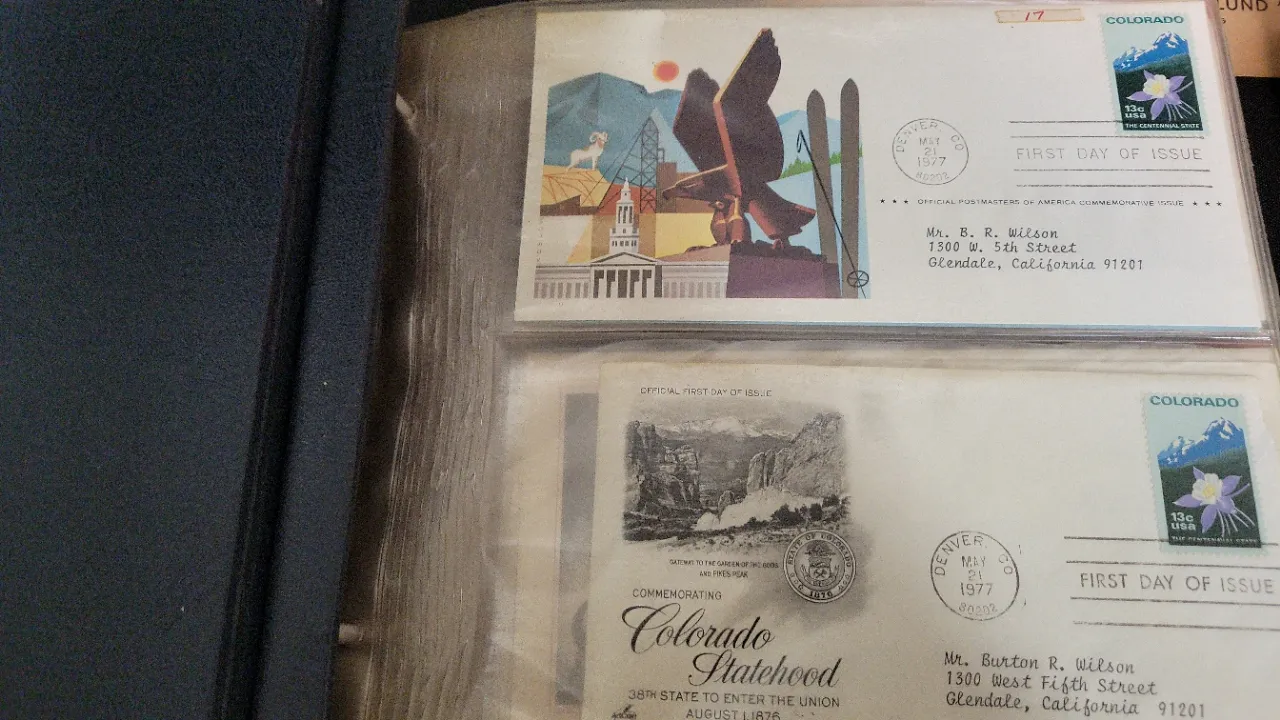 LUND
17
COLORADO
13c
usa
THE CENTENNIAL STATE
DENVER, CO
MAY
21
1977
80202
FIRST DAY OF ISSUE
★ ★ ★ OFFICIAL POSTMASTERS OF AMERICA COMMEMORATIVE ISSUE ★ ★ ★
Mr. B. R. Wilson
1300 W. 5th Street
Glendale, California 91201
OFFICIAL FIRST DAY OF ISSUE
COLORADO
13c
usa
THE CENTENNIAL STATE
GATEWAY TO THE GARDEN OF THE GODS
AND PIKES PEAK
STATE OF COLORADO
1876
DENVER, CO
MAY
21
1977
80202
FIRST DAY OF ISSUE
COMMEMORATING
Colorado
Statehood
38TH STATE TO ENTER THE UNION
AUGUST 1, 1876
Mr. Burton R. Wilson
1300 West Fifth Street
Glendale, California 91201